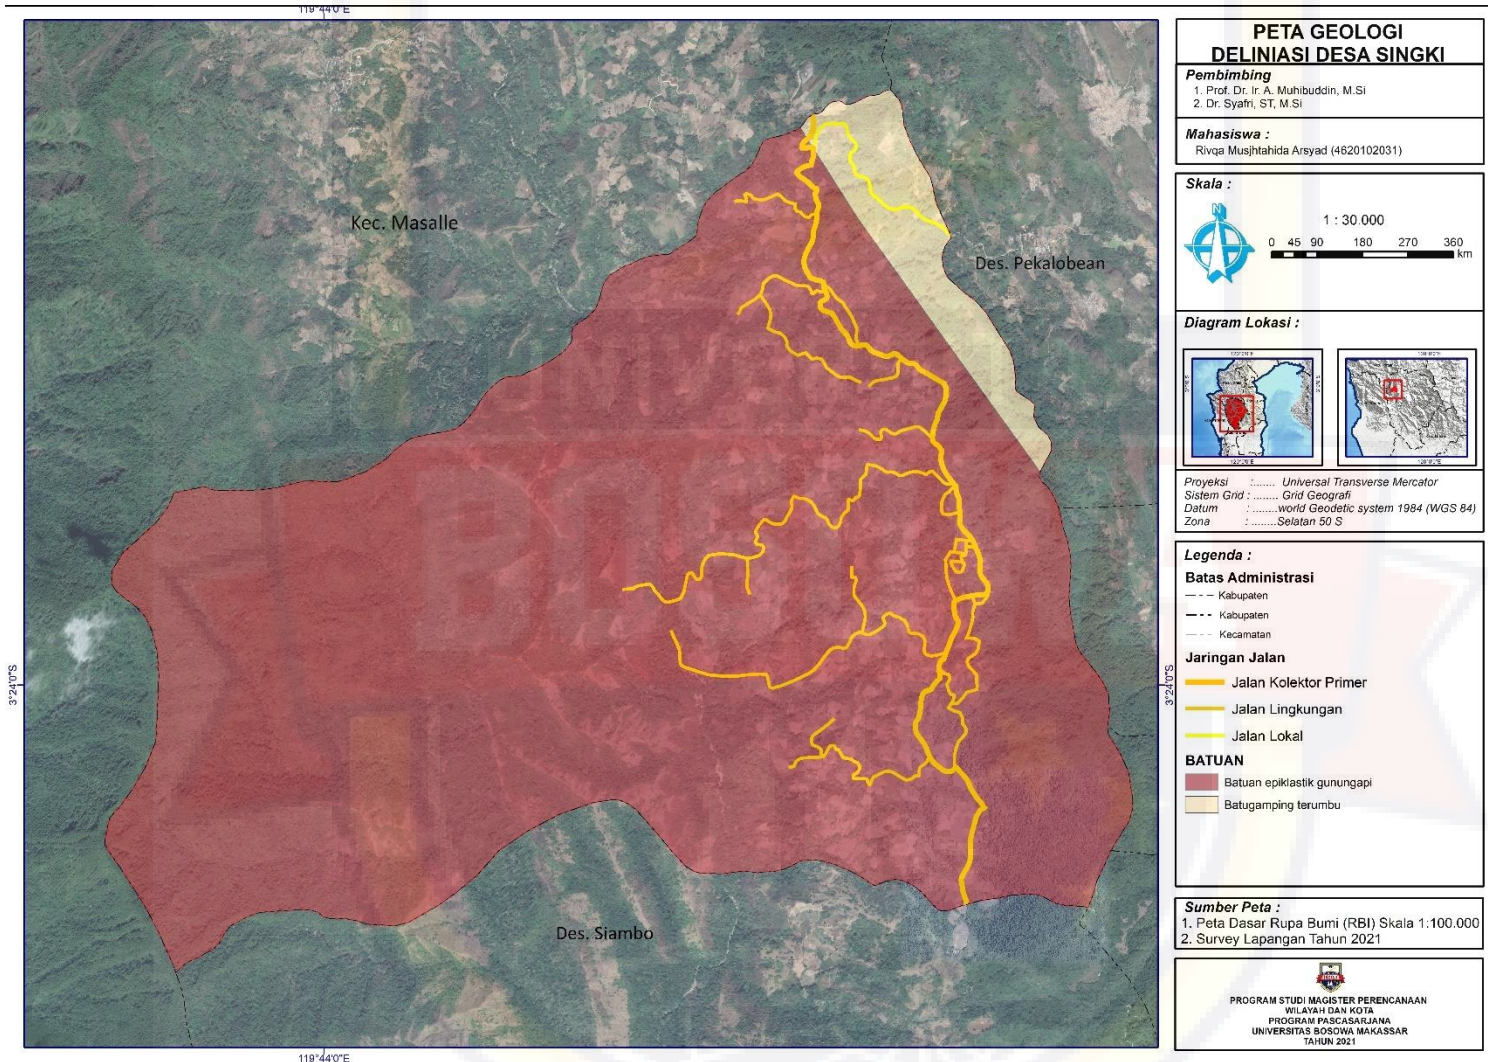 119°44'0"E
PETA GEOLOGI
DELINIASI DESA SINGKI
Pembimbing
1. Prof. Dr. Ir. A. Muhibuddin, M.Si
2. Dr. Syafri, ST, M.Si
Mahasiswa :
Rivqa Musjhtahida Arsyad (4620102031)
Skala :
N
1 : 30.000
0 45 90 180 270 360
km
Kec. Masalle
Des. Pekalobean
Diagram Lokasi :
Proyeksi :....... Universal Transverse Mercator
Sistem Grid : ........ Grid Geografi
Datum : ........world Geodetic system 1984 (WGS 84)
Zona : ........Selatan 50 S
Legenda :
Batas Administrasi
Kabupaten
Kabupaten
Kecamatan
Jaringan Jalan
Jalan Kolektor Primer
Jalan Lingkungan
Jalan Lokal
BATUAN
Batuan epiklastik gunungapi
Batugamping terumbu
3°24'0"S
3°24'0"S
Des. Siambo
Sumber Peta :
1. Peta Dasar Rupa Bumi (RBI) Skala 1:100.000
2. Survey Lapangan Tahun 2021
PROGRAM STUDI MAGISTER PERENCANAAN
WILAYAH DAN KOTA
PROGRAM PASCASARJANA
UNIVERSITAS BOSOWA MAKASSAR
TAHUN 2021
119°44'0"E